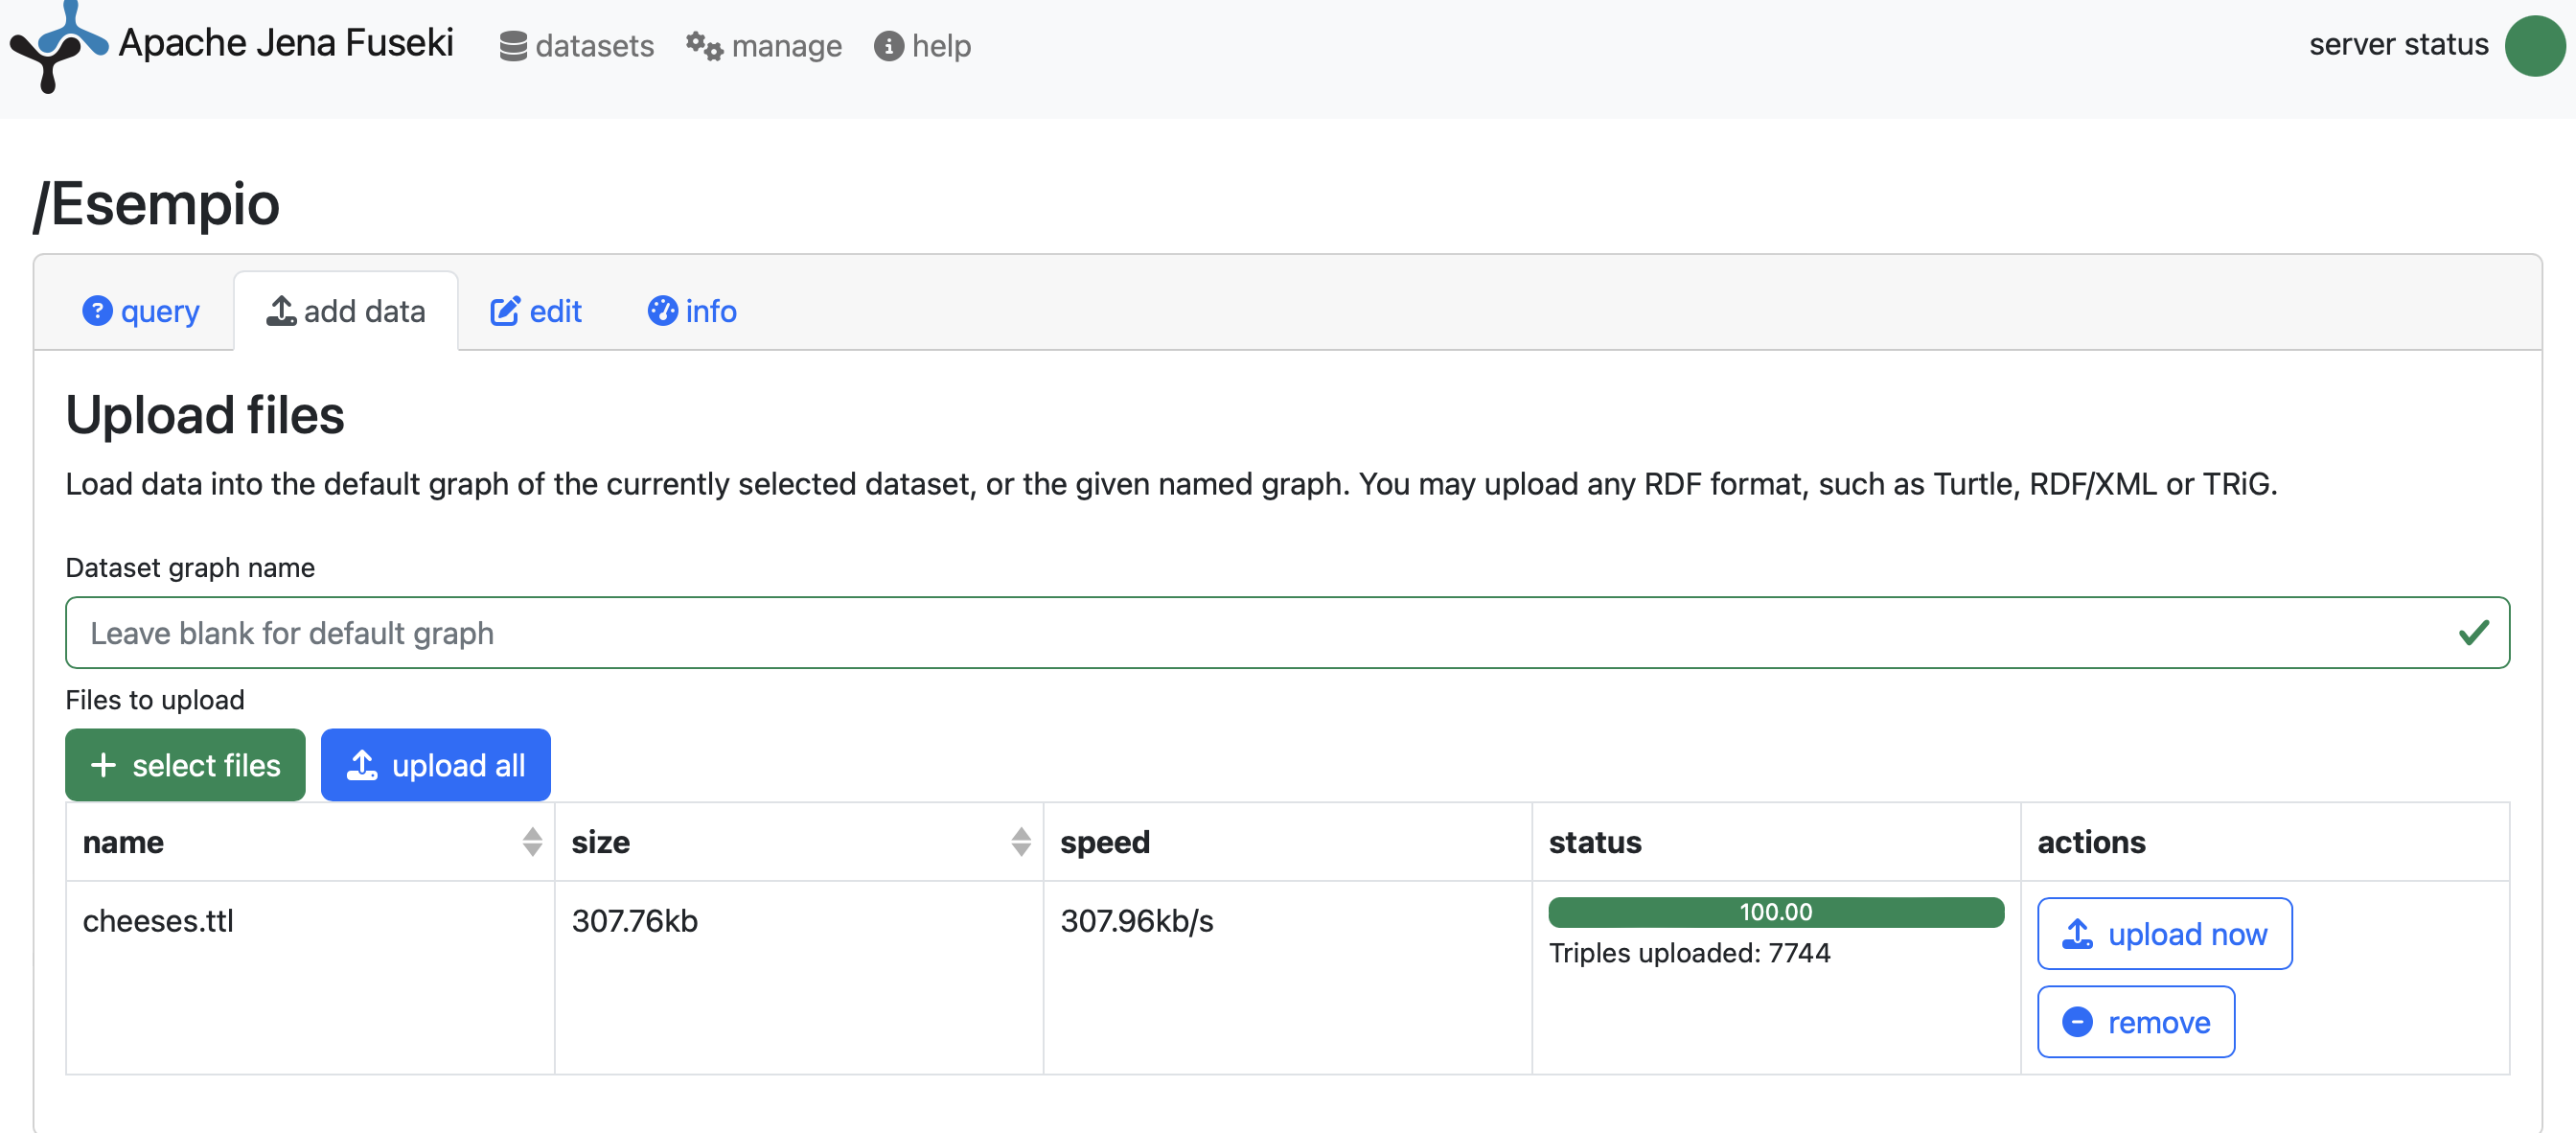 Apache Jena Fuseki datasets manage help server status
/Esempio
query add data edit info
Upload files
Load data into the default graph of the currently selected dataset, or the given named graph. You may upload any RDF format, such as Turtle, RDF/XML or TRiG.
Dataset graph name
Leave blank for default graph
Files to upload
select files upload all
name size speed status actions
cheeses.ttl 307.76kb 307.96kb/s 100.00 upload now
Triples uploaded: 7744
remove